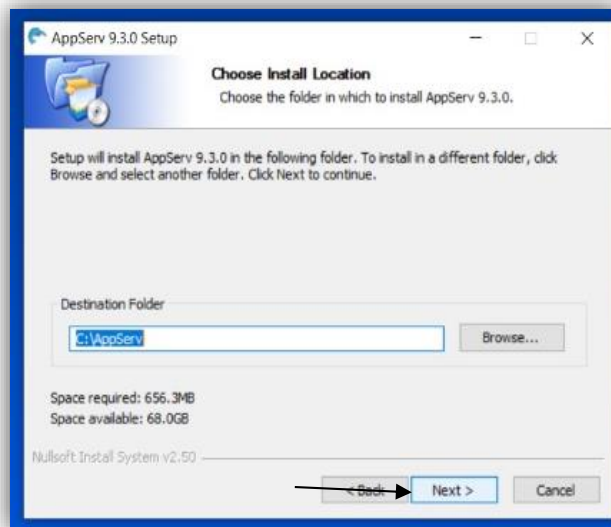 AppServ 9.3.0 Setup
Choose Install Location
Choose the folder in which to install AppServ 9.3.0.
Setup will install AppServ 9.3.0 in the following folder. To install in a different folder, click
Browse and select another folder. Click Next to continue.
Destination Folder
C:\AppServ
Browse...
Space required: 656.3MB
Space available: 68.0GB
Nullsoft Install System v2.50
< Back
Next >
Cancel